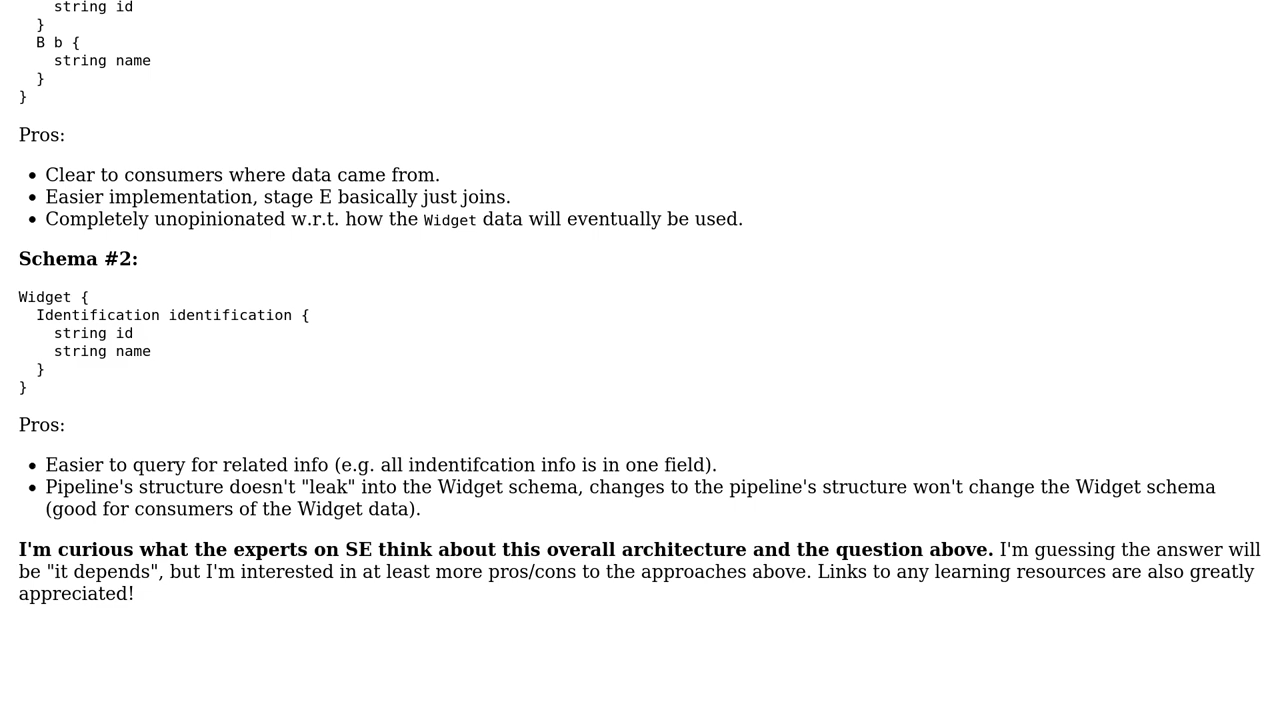 string id
  }
  B b {
    string name
  }
}
Pros:
• Clear to consumers where data came from.
• Easier implementation, stage E basically just joins.
• Completely unopinionated w.r.t. how the Widget data will eventually be used.
Schema #2:
Widget {
  Identification identification {
    string id
    string name
  }
}
Pros:
• Easier to query for related info (e.g. all indentifcation info is in one field).
• Pipeline's structure doesn't "leak" into the Widget schema, changes to the pipeline's structure won't change the Widget schema
(good for consumers of the Widget data).
I'm curious what the experts on SE think about this overall architecture and the question above. I'm guessing the answer will
be "it depends", but I'm interested in at least more pros/cons to the approaches above. Links to any learning resources are also greatly
appreciated!